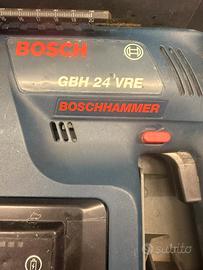 BOSCH
GBH 24 VRE
BOSCHHAMMER
subito